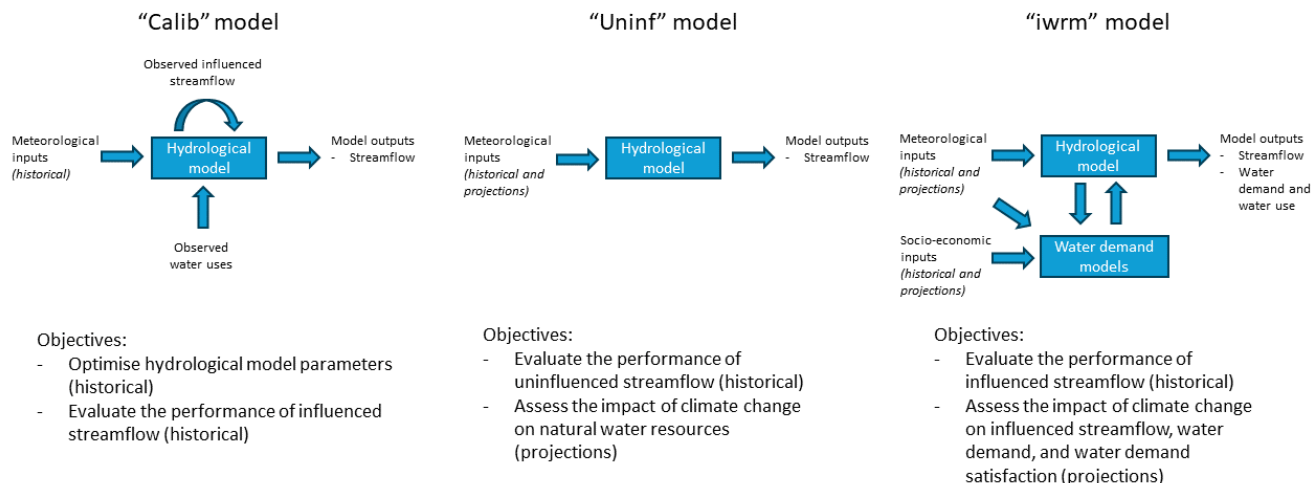 “Calib” model
Observed influenced
streamflow
Meteorological
inputs
(historical)
Hydrological
model
Model outputs
- Streamflow
Observed
water uses
Objectives:
- Optimise hydrological model parameters
(historical)
- Evaluate the performance of influenced
streamflow (historical)
“Uninf” model
Meteorological
inputs
(historical and
projections)
Hydrological
model
Model outputs
- Streamflow
Objectives:
- Evaluate the performance of
uninfluenced streamflow (historical)
- Assess the impact of climate change
on natural water resources
(projections)
“iwrm” model
Meteorological
inputs
(historical and
projections)
Hydrological
model
Model outputs
- Streamflow
- Water
demand and
water use
Socio-economic
inputs
(historical and
projections)
Water demand
models
Objectives:
- Evaluate the performance of
influenced streamflow (historical)
- Assess the impact of climate change
on influenced streamflow, water
demand, and water demand
satisfaction (projections)